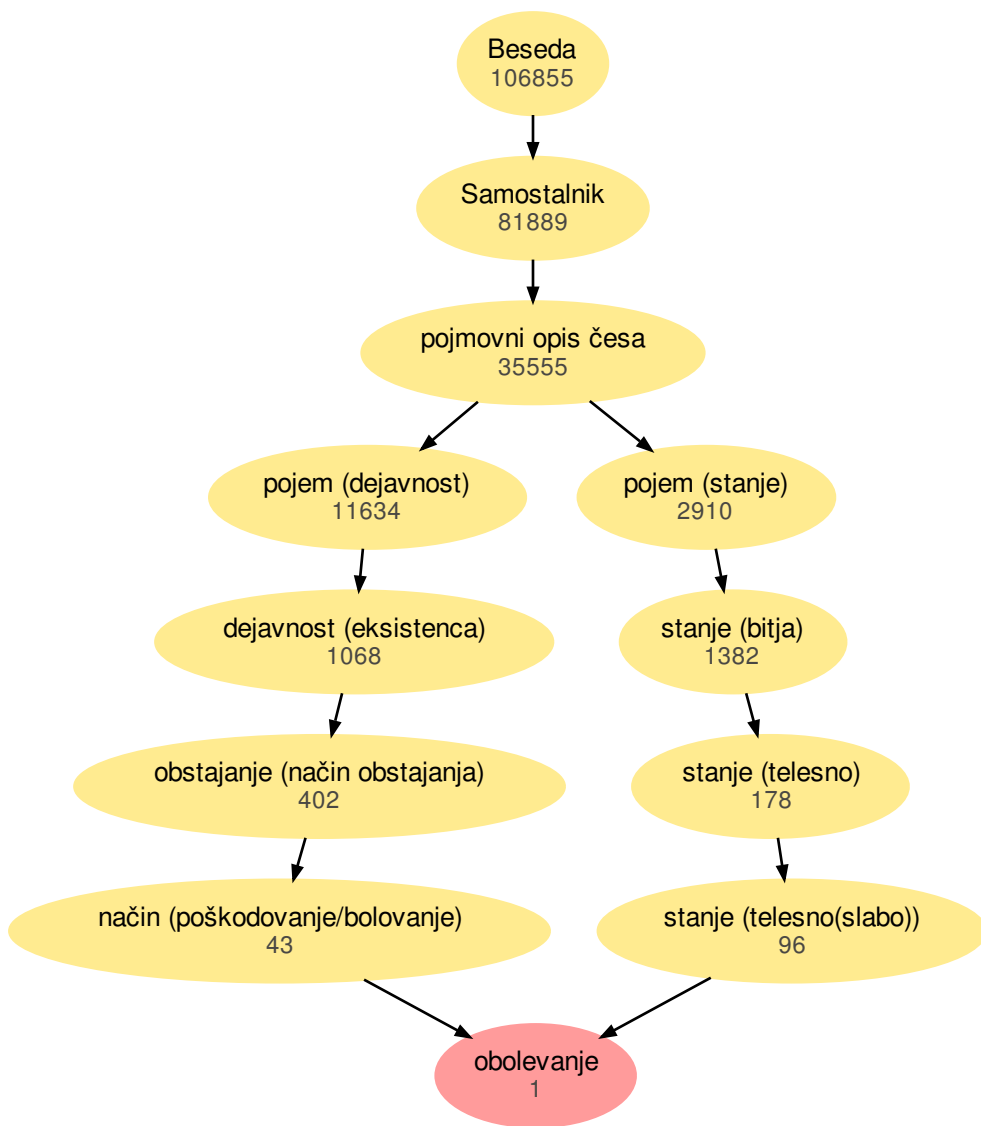 Beseda
106855
Samostalnik
81889
pojmovni opis česa
35555
pojem (dejavnost)
11634
pojem (stanje)
2910
dejavnost (eksistenca)
1068
stanje (bitja)
1382
obstajanje (način obstajanja)
402
stanje (telesno)
178
način (poškodovanje/bolovanje)
43
stanje (telesno(slabo))
96
obolevanje
1